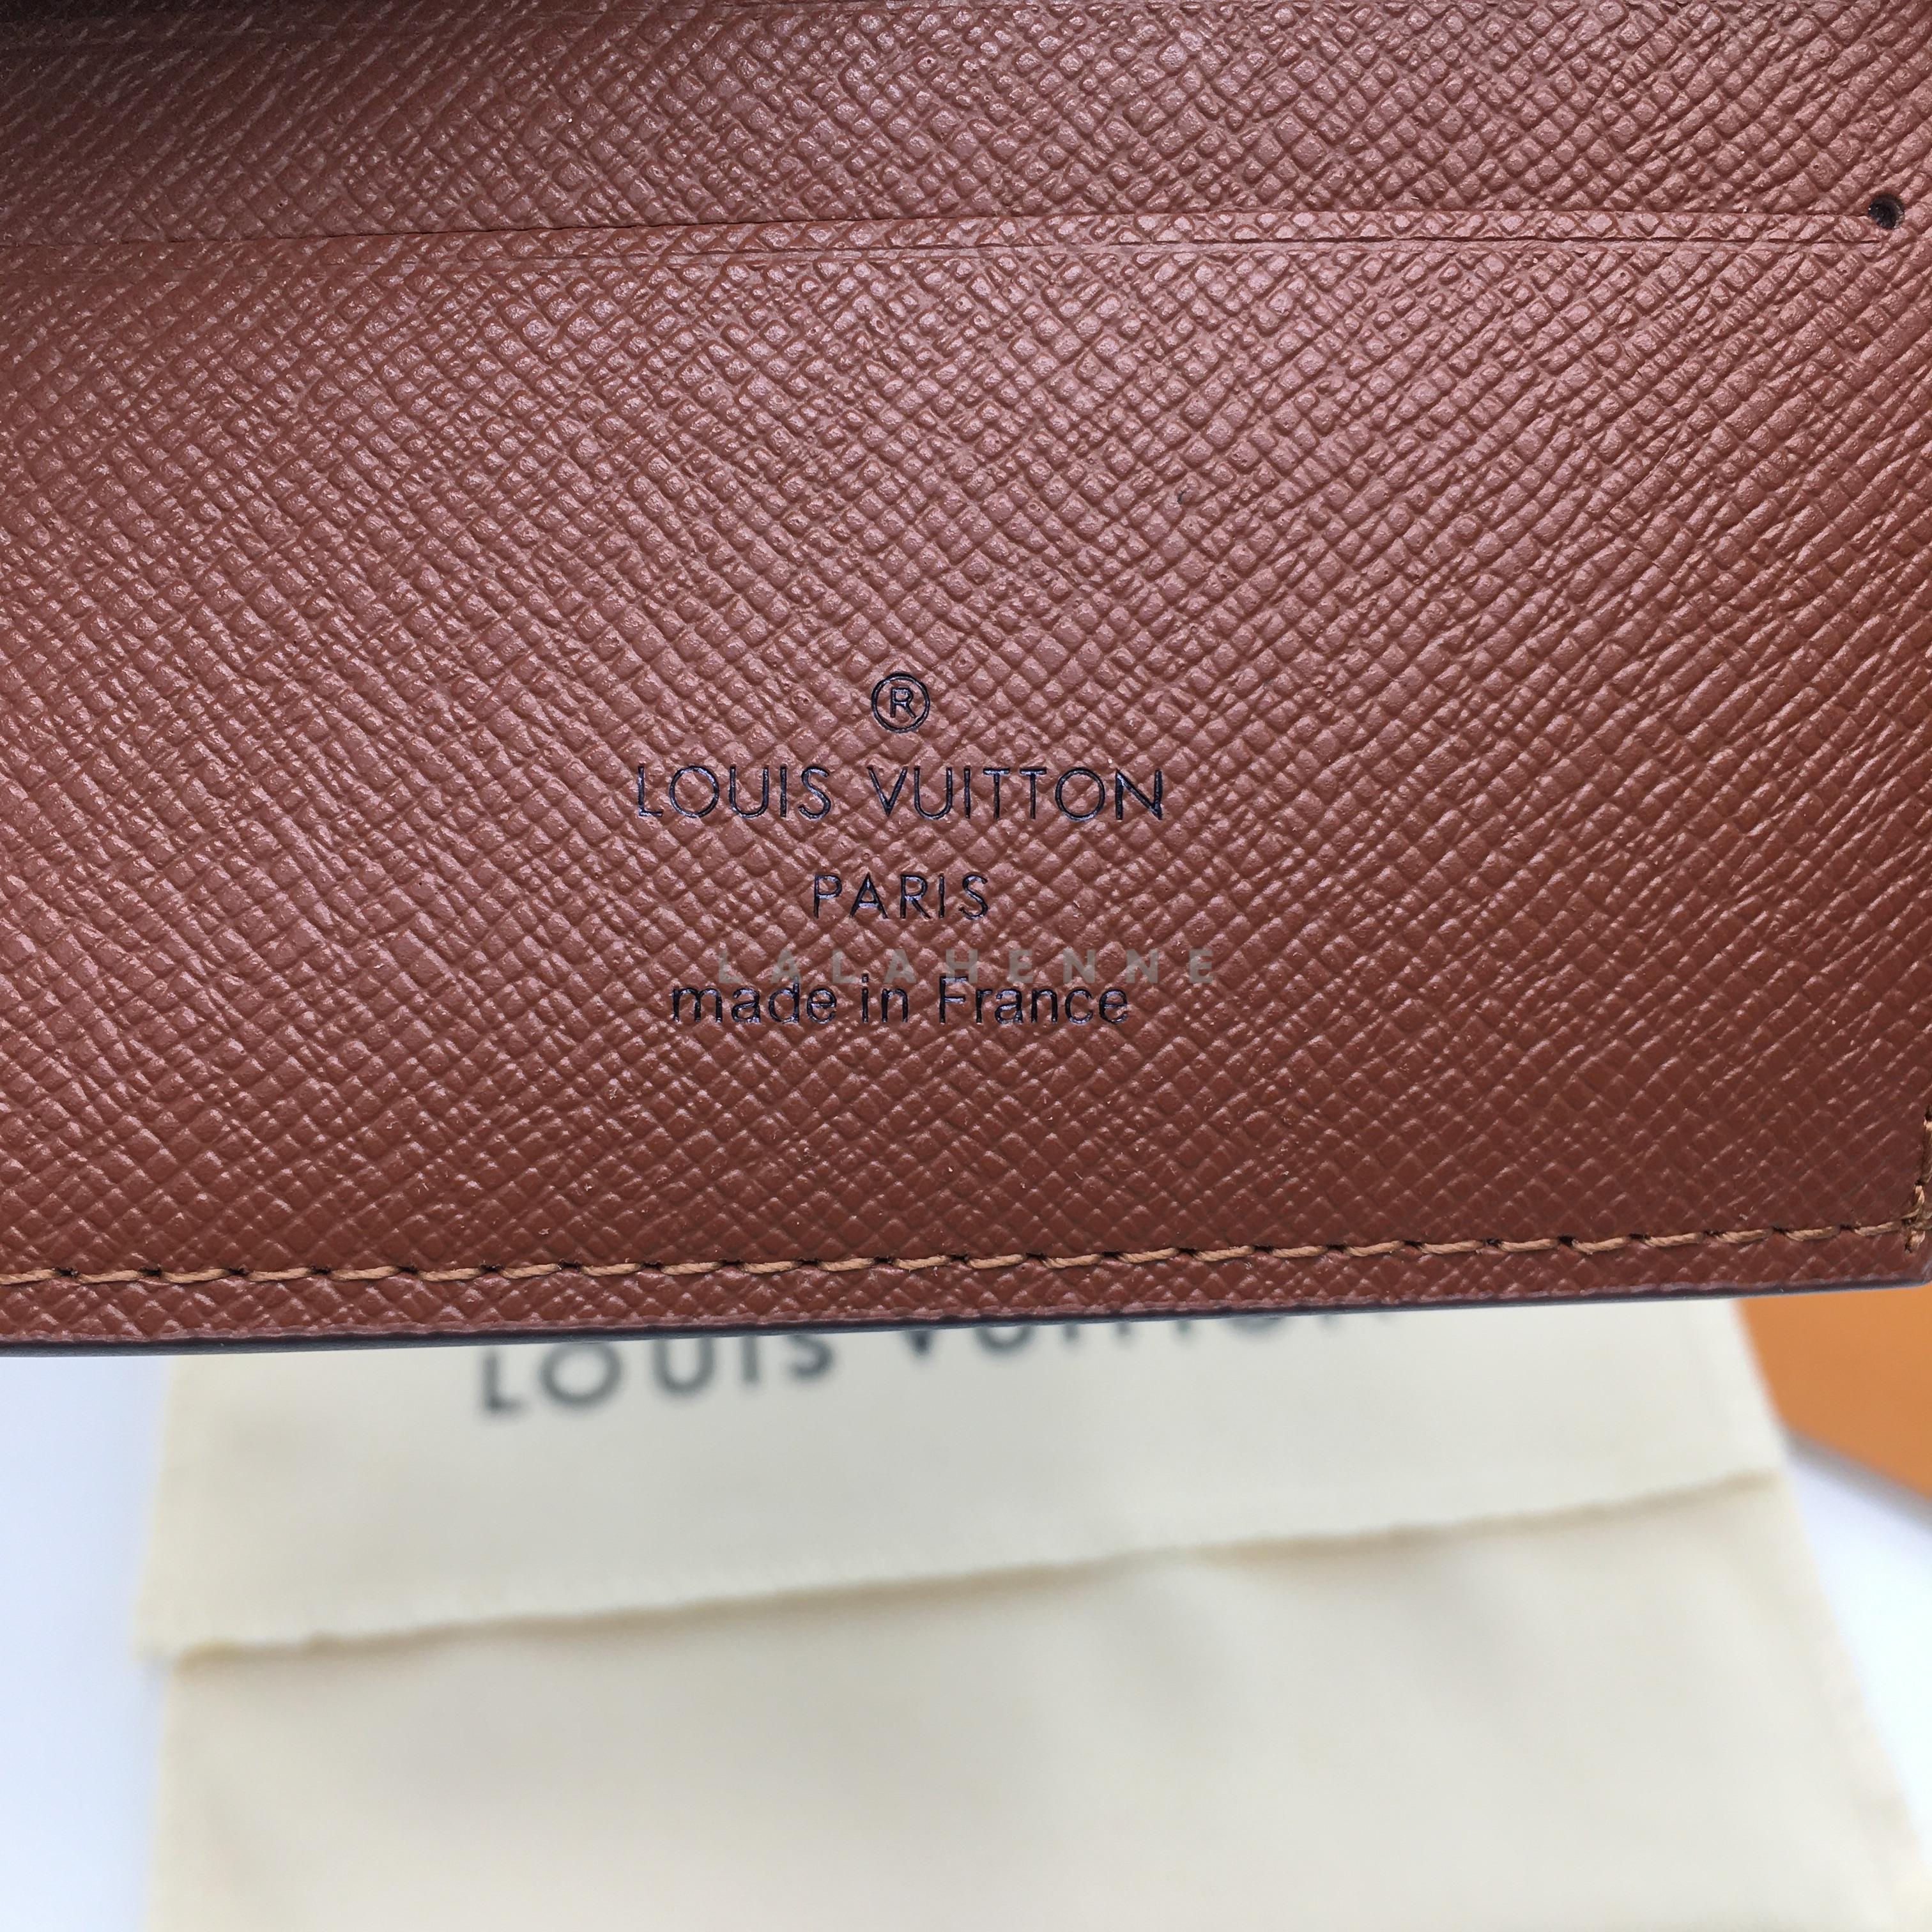 ®
LOUIS VUITTON
PARIS
LALAHENNE
made in France
LOUIS VUITTON